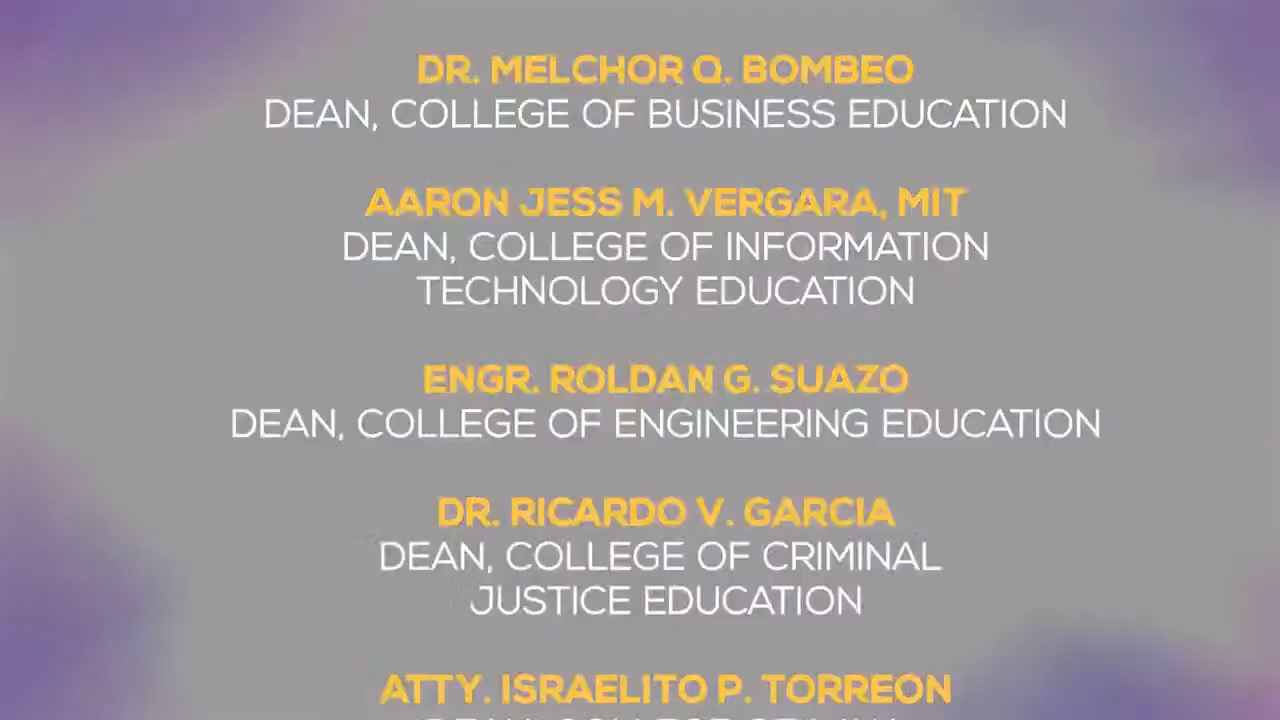 DR. MELCHOR Q. BOMBEO
DEAN, COLLEGE OF BUSINESS EDUCATION
AARON JESS M. VERGARA, MIT
DEAN, COLLEGE OF INFORMATION
TECHNOLOGY EDUCATION
ENGR. ROLDAN G. SUAZO
DEAN, COLLEGE OF ENGINEERING EDUCATION
DR. RICARDO V. GARCIA
DEAN, COLLEGE OF CRIMINAL
JUSTICE EDUCATION
ATTY. ISRAELITO P. TORREON